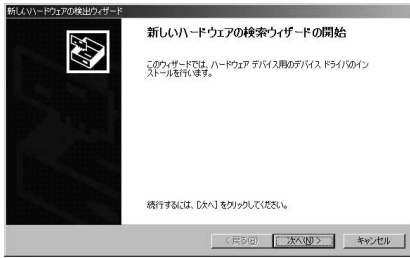 新しいハードウェアの検出ウィザード
新しいハードウェアの検索ウィザードの開始
このウィザードでは、ハードウェア デバイス用のデバイス ドライバのイン
ストールを行います。
続行するには、[次へ] をクリックしてください。
< 戻る(B)
次へ(N) >
キャンセル